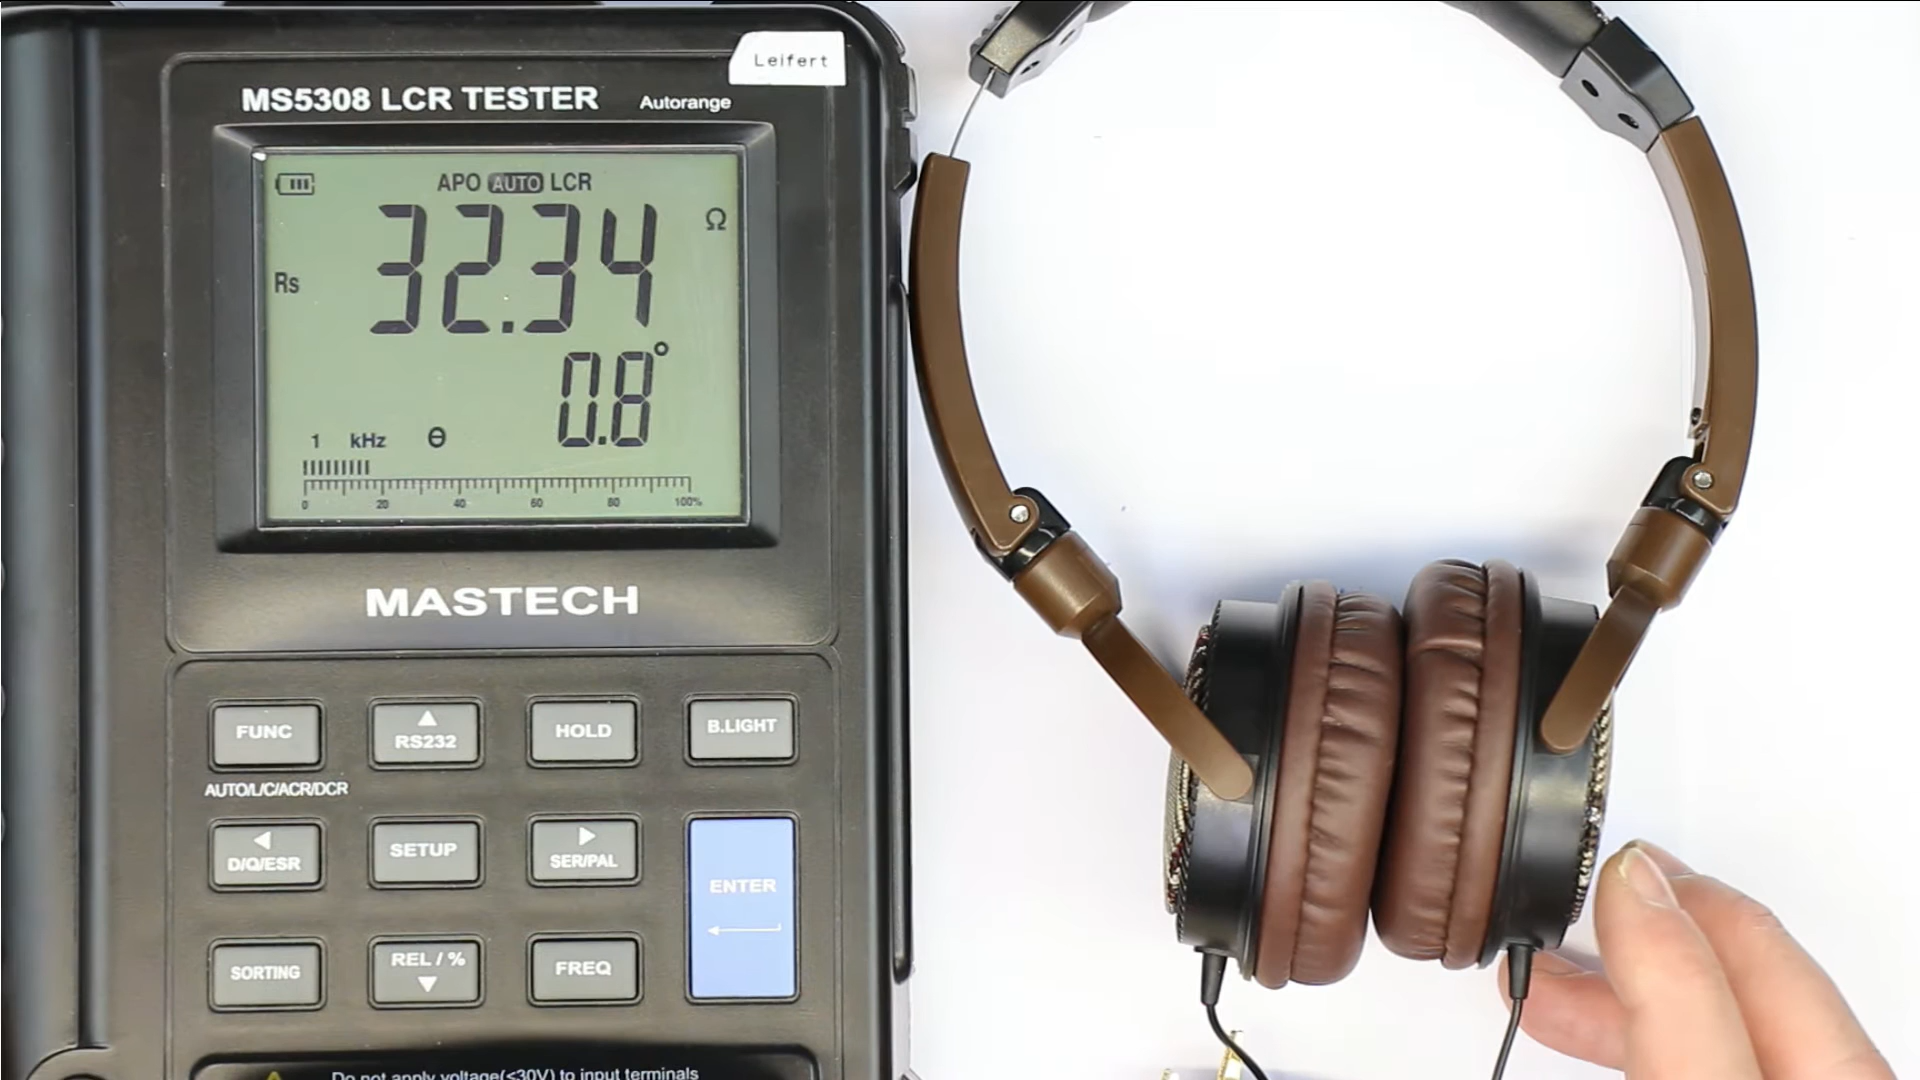 Leifert
MS5308 LCR TESTER Autorange
APO AUTO LCR
32.34 Ω
Rs
0.8°
1 kHz θ
0 20 40 60 80 100%
MASTECH
FUNC
RS232
HOLD
B.LIGHT
AUTO/L/C/ACR/DCR
D/Q/ESR
SETUP
SER/PAL
ENTER
SORTING
REL / %
FREQ
Do not apply voltage(≤30V) to input terminals